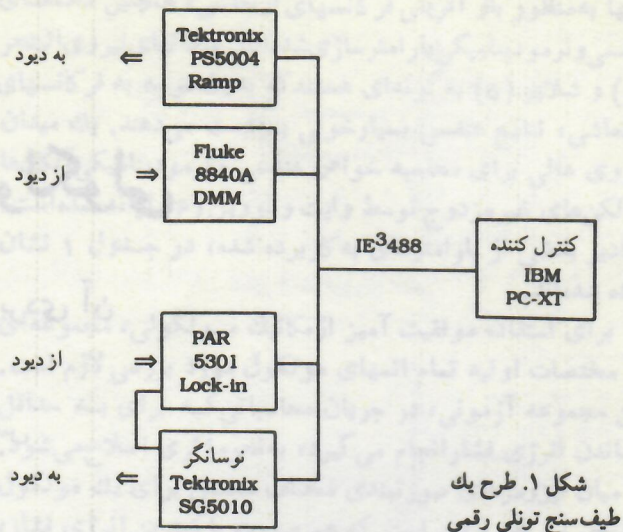 به دیود ⇐
Tektronix
PS5004
Ramp
از دیود ⇒
Fluke
8840A
DMM
IE³488
کنترل کننده
IBM
PC-XT
از دیود ⇒
PAR
5301
Lock-in
به دیود ⇐
نوسانگر
Tektronix
SG5010
شکل ۱. طرح یك
طیف سنج تونلی رقمی